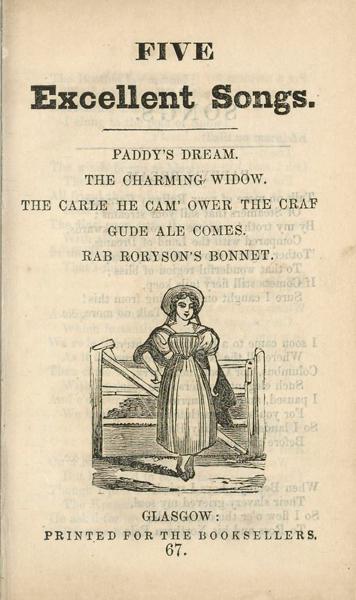 FIVE
Excellent Songs.
PADDY'S DREAM.
THE CHARMING WIDOW.
THE CARLE HE CAM' OWER THE CRAF
GUDE ALE COMES.
RAB RORYSON'S BONNET.
GLASGOW:
PRINTED FOR THE BOOKSELLERS.
67.